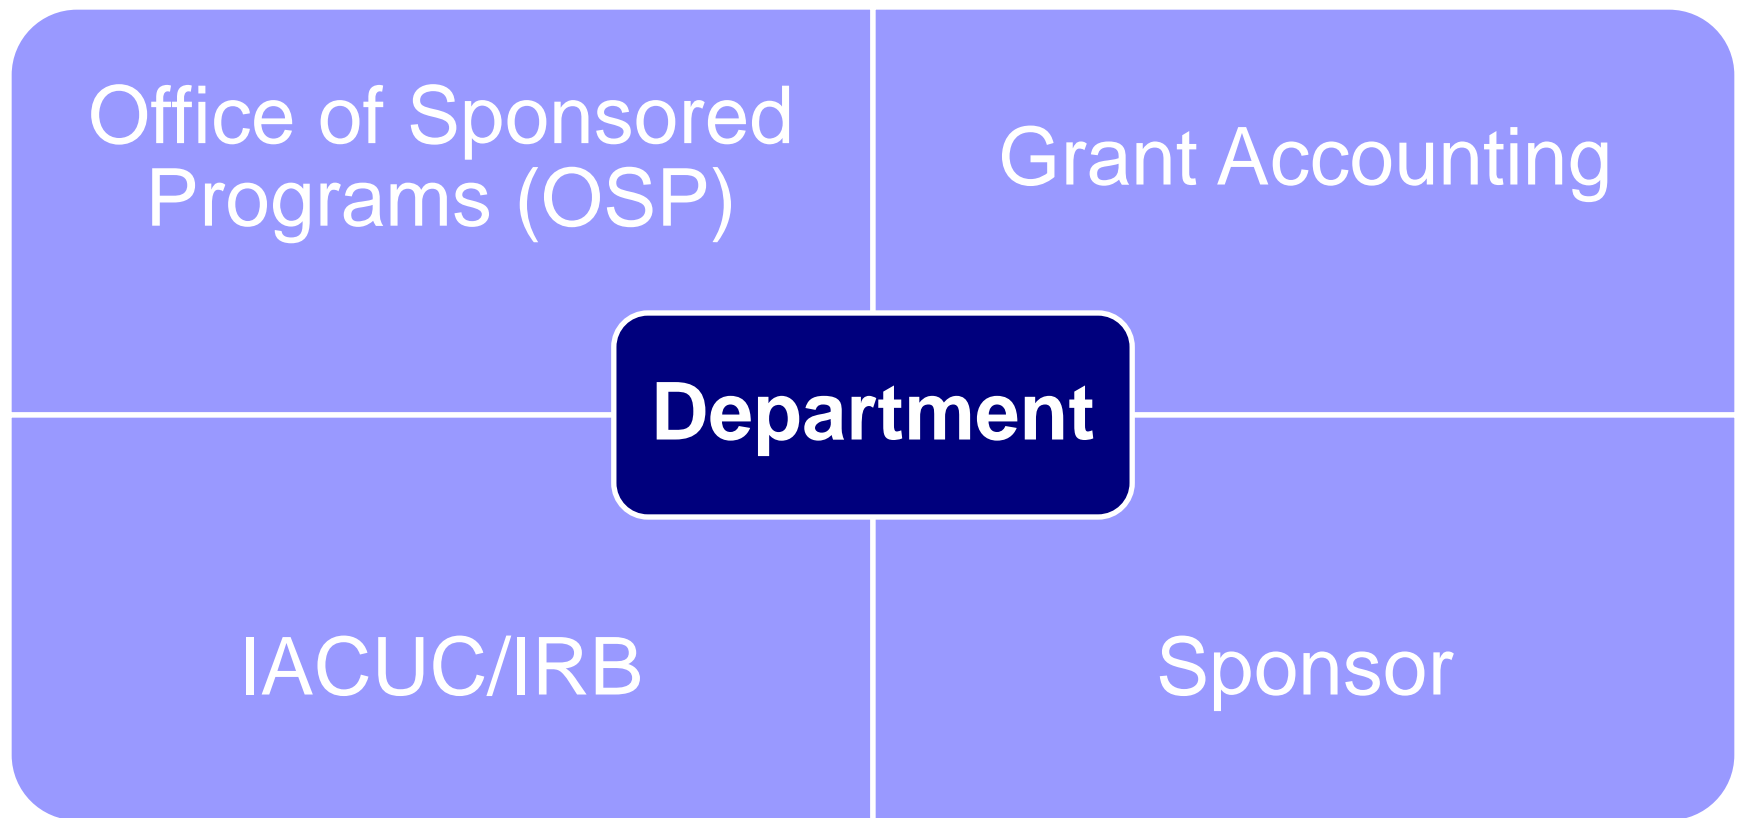 Office of Sponsored
Programs (OSP)
Grant Accounting
Department
IACUC/IRB
Sponsor